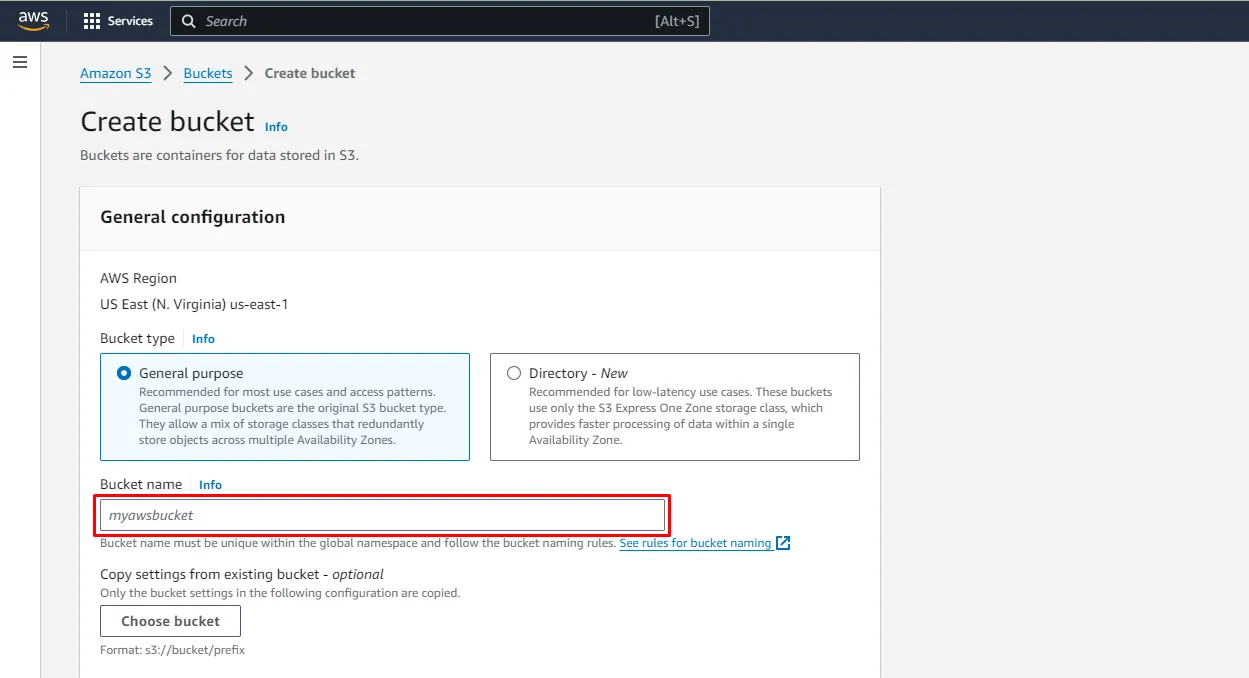 aws
Services
Search
[Alt+S]
Amazon S3
Buckets
Create bucket
Create bucket Info
Buckets are containers for data stored in S3.
General configuration
AWS Region
US East (N. Virginia) us-east-1
Bucket type Info
General purpose
Recommended for most use cases and access patterns.
General purpose buckets are the original S3 bucket type.
They allow a mix of storage classes that redundantly
store objects across multiple Availability Zones.
Directory - New
Recommended for low-latency use cases. These buckets
use only the S3 Express One Zone storage class, which
provides faster processing of data within a single
Availability Zone.
Bucket name Info
myawsbucket
Bucket name must be unique within the global namespace and follow the bucket naming rules. See rules for bucket naming
Copy settings from existing bucket - optional
Only the bucket settings in the following configuration are copied.
Choose bucket
Format: s3://bucket/prefix